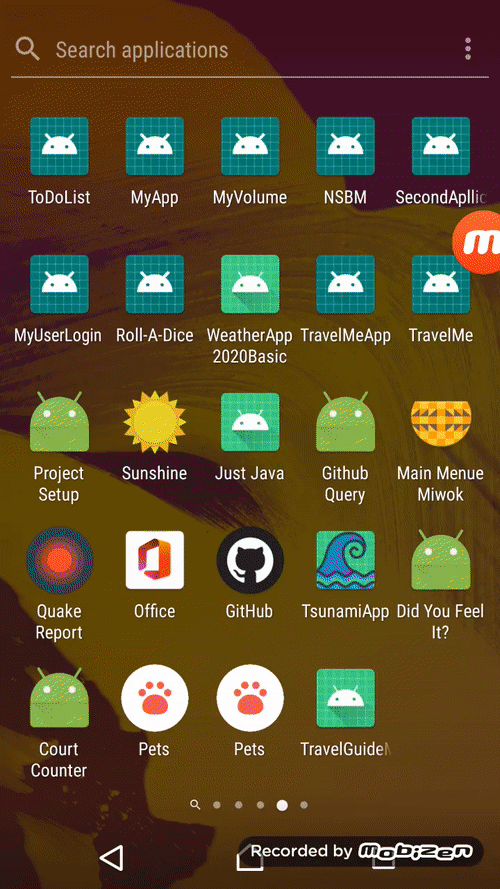 Search applications
ToDoList
MyApp
MyVolume
NSBM
SecondApllic
MyUserLogin
Roll-A-Dice
WeatherApp
2020Basic
TravelMeApp
TravelMe
Project
Setup
Sunshine
Just Java
Github
Query
Main Menue
Miwok
Quake
Report
Office
GitHub
TsunamiApp
Did You Feel
It?
Court
Counter
Pets
Pets
TravelGuide
Recorded by mobizen